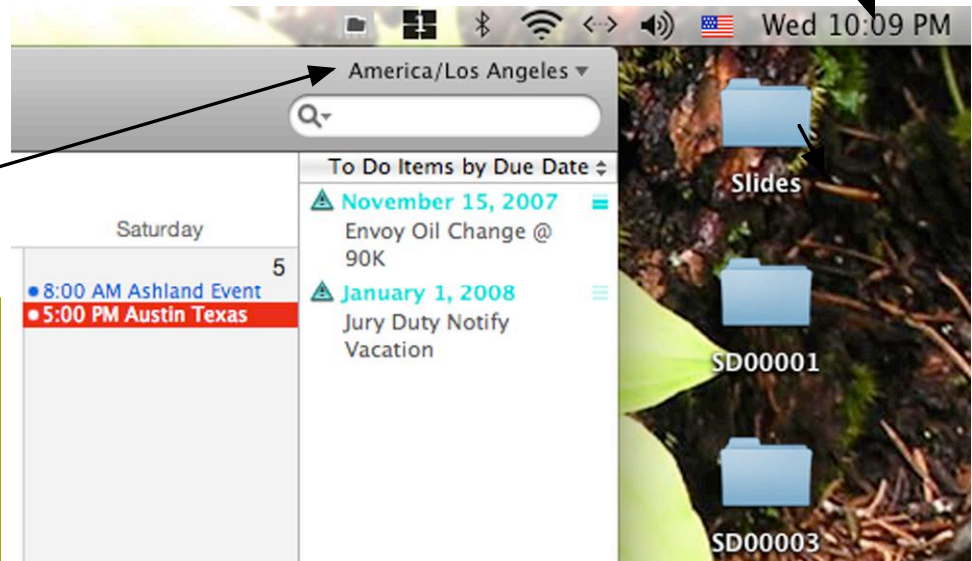 Wed 10:09 PM
America/Los Angeles
To Do Items by Due Date
November 15, 2007
Envoy Oil Change @
90K
January 1, 2008
Jury Duty Notify
Vacation
Saturday
5
8:00 AM Ashland Event
5:00 PM Austin Texas
Slides
SD00001
SD00003